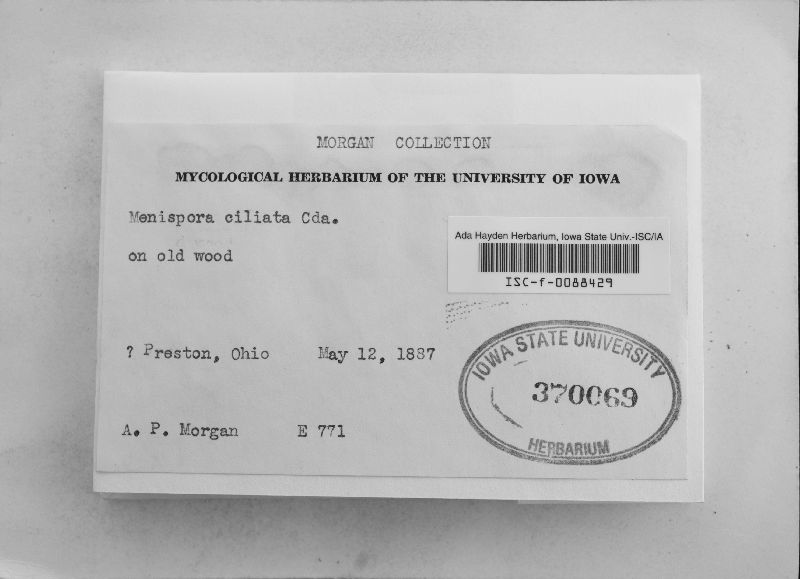 MORGAN COLLECTION
MYCOLOGICAL HERBARIUM OF THE UNIVERSITY OF IOWA
Menispora ciliata Cda.
on old wood
Ada Hayden Herbarium, Iowa State Univ.-ISC/IA
ISC-f-0088429
? Preston, Ohio May 12, 1887
A. P. Morgan E 771
IOWA STATE UNIVERSITY
370069
HERBARIUM